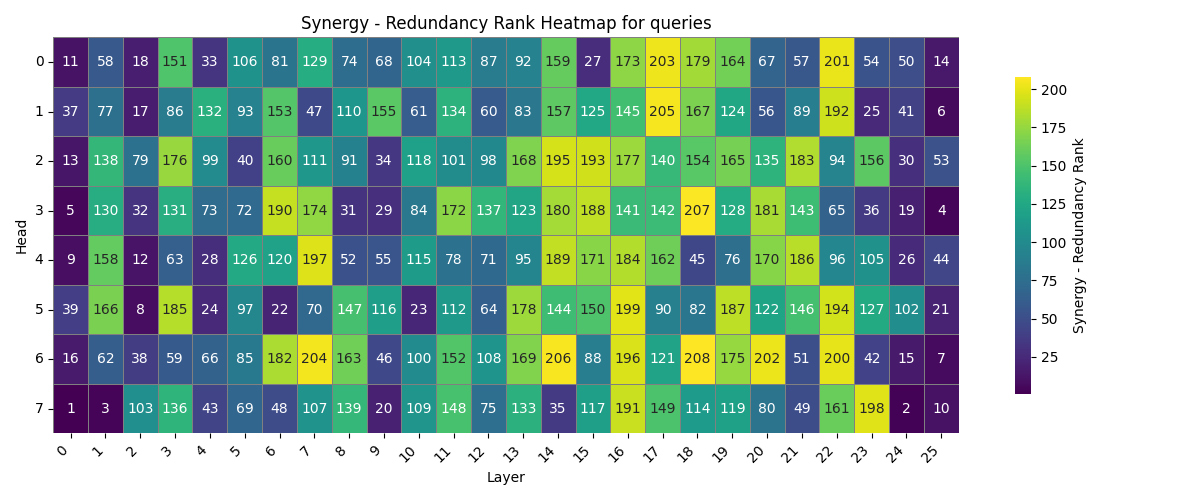 Synergy - Redundancy Rank Heatmap for queries
0 11 58 18 151 33 106 81 129 74 68 104 113 87 92 159 27 173 203 179 164 67 57 201 54 50 14
1 37 77 17 86 132 93 153 47 110 155 61 134 60 83 157 125 145 205 167 124 56 89 192 25 41 6
2 13 138 79 176 99 40 160 111 91 34 118 101 98 168 195 193 177 140 154 165 135 183 94 156 30 53
3 5 130 32 131 73 72 190 174 31 29 84 172 137 123 180 188 141 142 207 128 181 143 65 36 19 4
4 9 158 12 63 28 126 120 197 52 55 115 78 71 95 189 171 184 162 45 76 170 186 96 105 26 44
5 39 166 8 185 24 97 22 70 147 116 23 112 64 178 144 150 199 90 82 187 122 146 194 127 102 21
6 16 62 38 59 66 85 182 204 163 46 100 152 108 169 206 88 196 121 208 175 202 51 200 42 15 7
7 1 3 103 136 43 69 48 107 139 20 109 148 75 133 35 117 191 149 114 119 80 49 161 198 2 10
0 1 2 3 4 5 6 7 8 9 10 11 12 13 14 15 16 17 18 19 20 21 22 23 24 25
Layer
Head
200
175
150
125
100
75
50
25
Synergy - Redundancy Rank